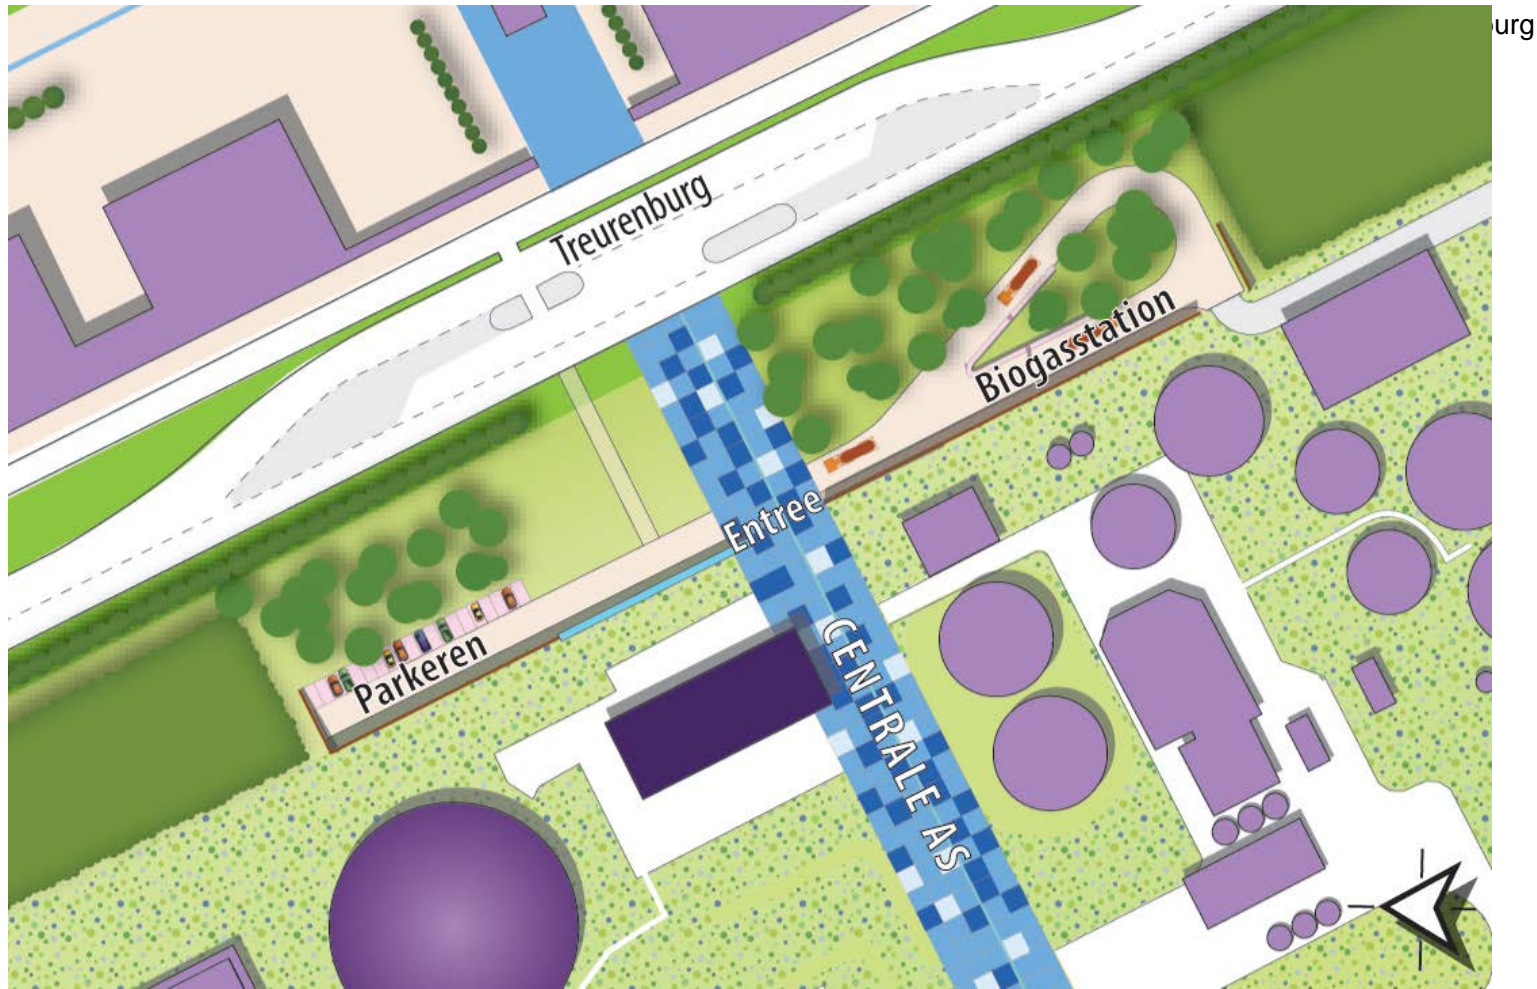 urg
Treurenburg
Biogasstation
Entree
Parkeren
CENTRALE AS